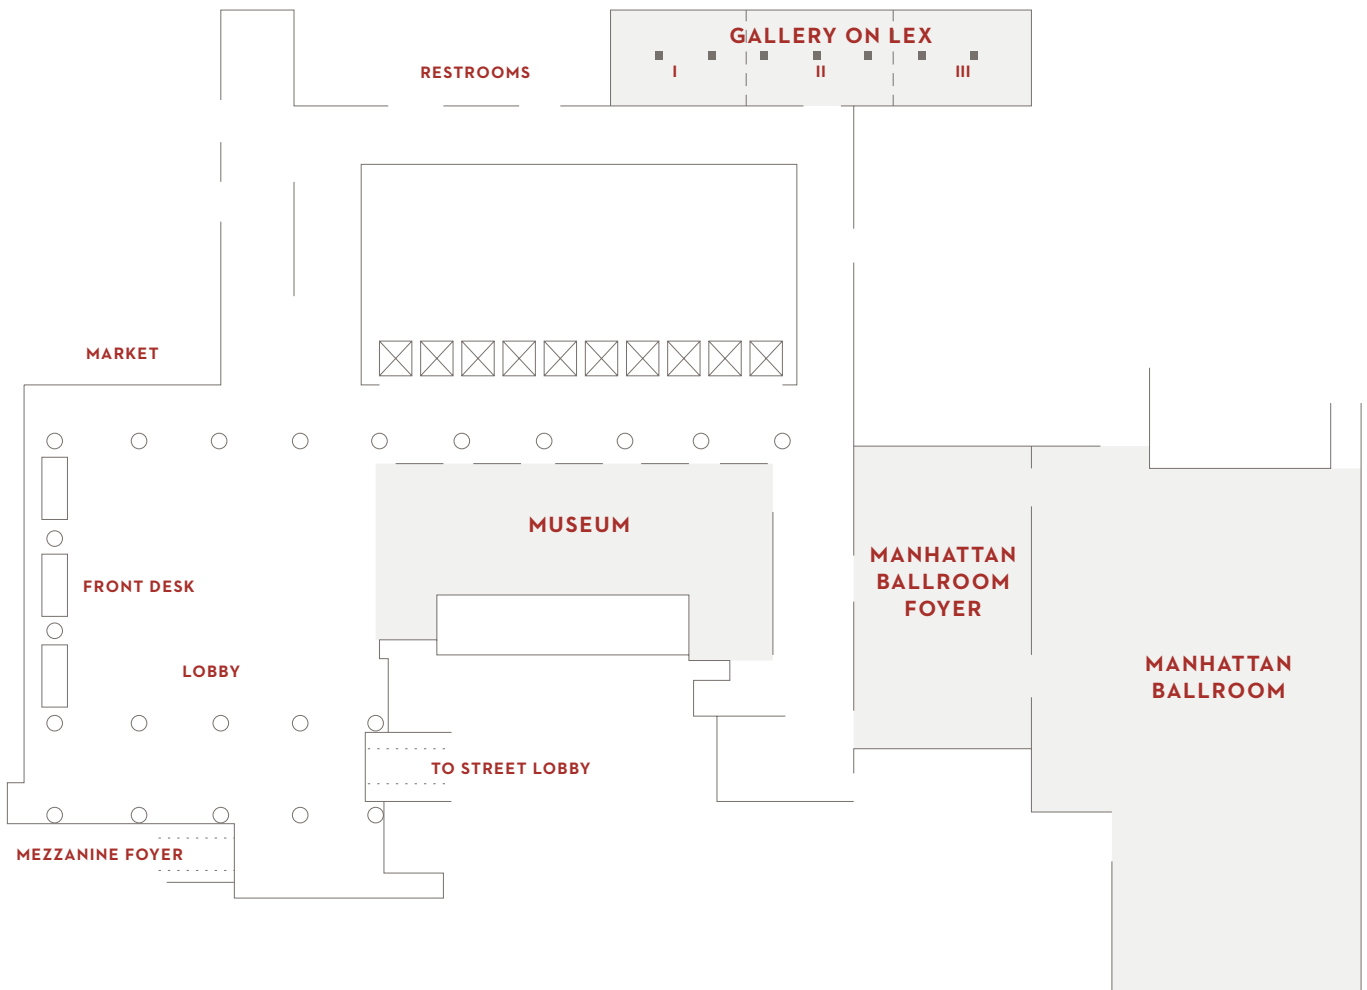 GALLERY ON LEX
RESTROOMS
I
II
III
MARKET
MUSEUM
MANHATTAN
BALLROOM
FOYER
FRONT DESK
LOBBY
MANHATTAN
BALLROOM
TO STREET LOBBY
MEZZANINE FOYER